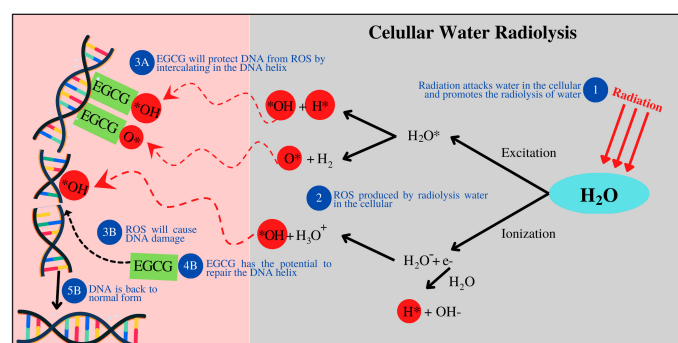 Celullar Water Radiolysis
3A
EGCG will protect DNA from ROS by
intercalating in the DNA helix
EGCG
*OH
EGCG
O*
*OH
*OH + H*
O* + H₂
H₂O*
Radiation attacks water in the cellular
and promotes the radiolysis of water
1
Radiation
Excitation
H₂O
Ionization
2
ROS produced by radiolysis water
in the cellular
*OH + H₃O⁺
H₂O⁻ + e-
H₂O
H* + OH-
3B
ROS will cause
DNA damage
EGCG
4B
EGCG has the potential to
repair the DNA helix
5B
DNA is back to
normal form